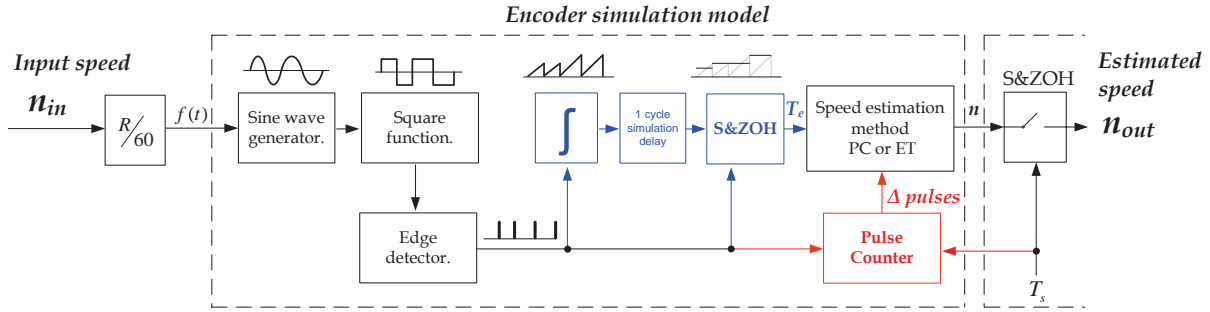 Encoder simulation model
Input speed
n_in
R/60
f(t)
Sine wave
generator.
Square
function.
Edge
detector.
∫
1 cycle
simulation
delay
S&ZOH
T_e
Speed estimation
method
PC or ET
Δ pulses
Pulse
Counter
n
S&ZOH
T_s
Estimated
speed
n_out